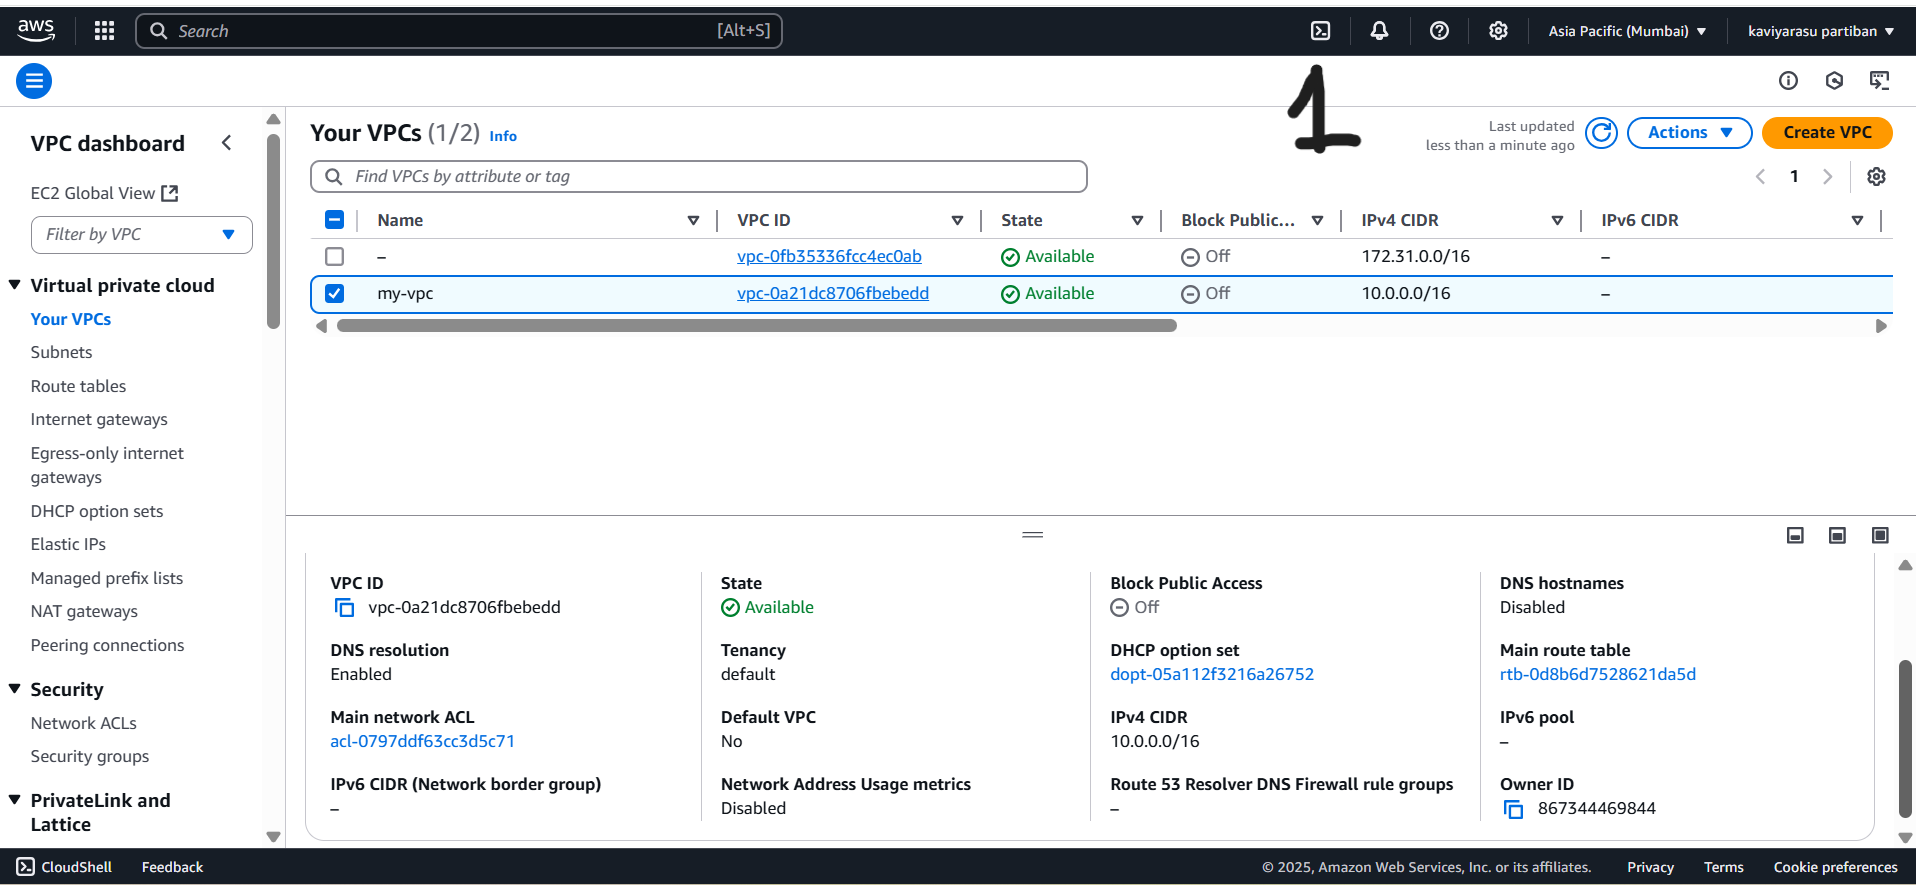 aws
Search [Alt+S]
Asia Pacific (Mumbai)
kaviyarasu partiban
1
VPC dashboard
EC2 Global View
Filter by VPC
Virtual private cloud
Your VPCs
Subnets
Route tables
Internet gateways
Egress-only internet
gateways
DHCP option sets
Elastic IPs
Managed prefix lists
NAT gateways
Peering connections
Security
Network ACLs
Security groups
PrivateLink and
Lattice
Your VPCs (1/2) Info
Last updated
less than a minute ago
Actions
Create VPC
Find VPCs by attribute or tag
1
Name VPC ID State Block Public... IPv4 CIDR IPv6 CIDR
– vpc-0fb35336fcc4ec0ab Available Off 172.31.0.0/16 –
my-vpc vpc-0a21dc8706fbebedd Available Off 10.0.0.0/16 –
VPC ID
vpc-0a21dc8706fbebedd
State
Available
Block Public Access
Off
DNS hostnames
Disabled
DNS resolution
Enabled
Tenancy
default
DHCP option set
dopt-05a112f3216a26752
Main route table
rtb-0d8b6d7528621da5d
Main network ACL
acl-0797ddf63cc3d5c71
Default VPC
No
IPv4 CIDR
10.0.0.0/16
IPv6 pool
–
IPv6 CIDR (Network border group)
–
Network Address Usage metrics
Disabled
Route 53 Resolver DNS Firewall rule groups
–
Owner ID
867344469844
CloudShell Feedback
© 2025, Amazon Web Services, Inc. or its affiliates. Privacy Terms Cookie preferences